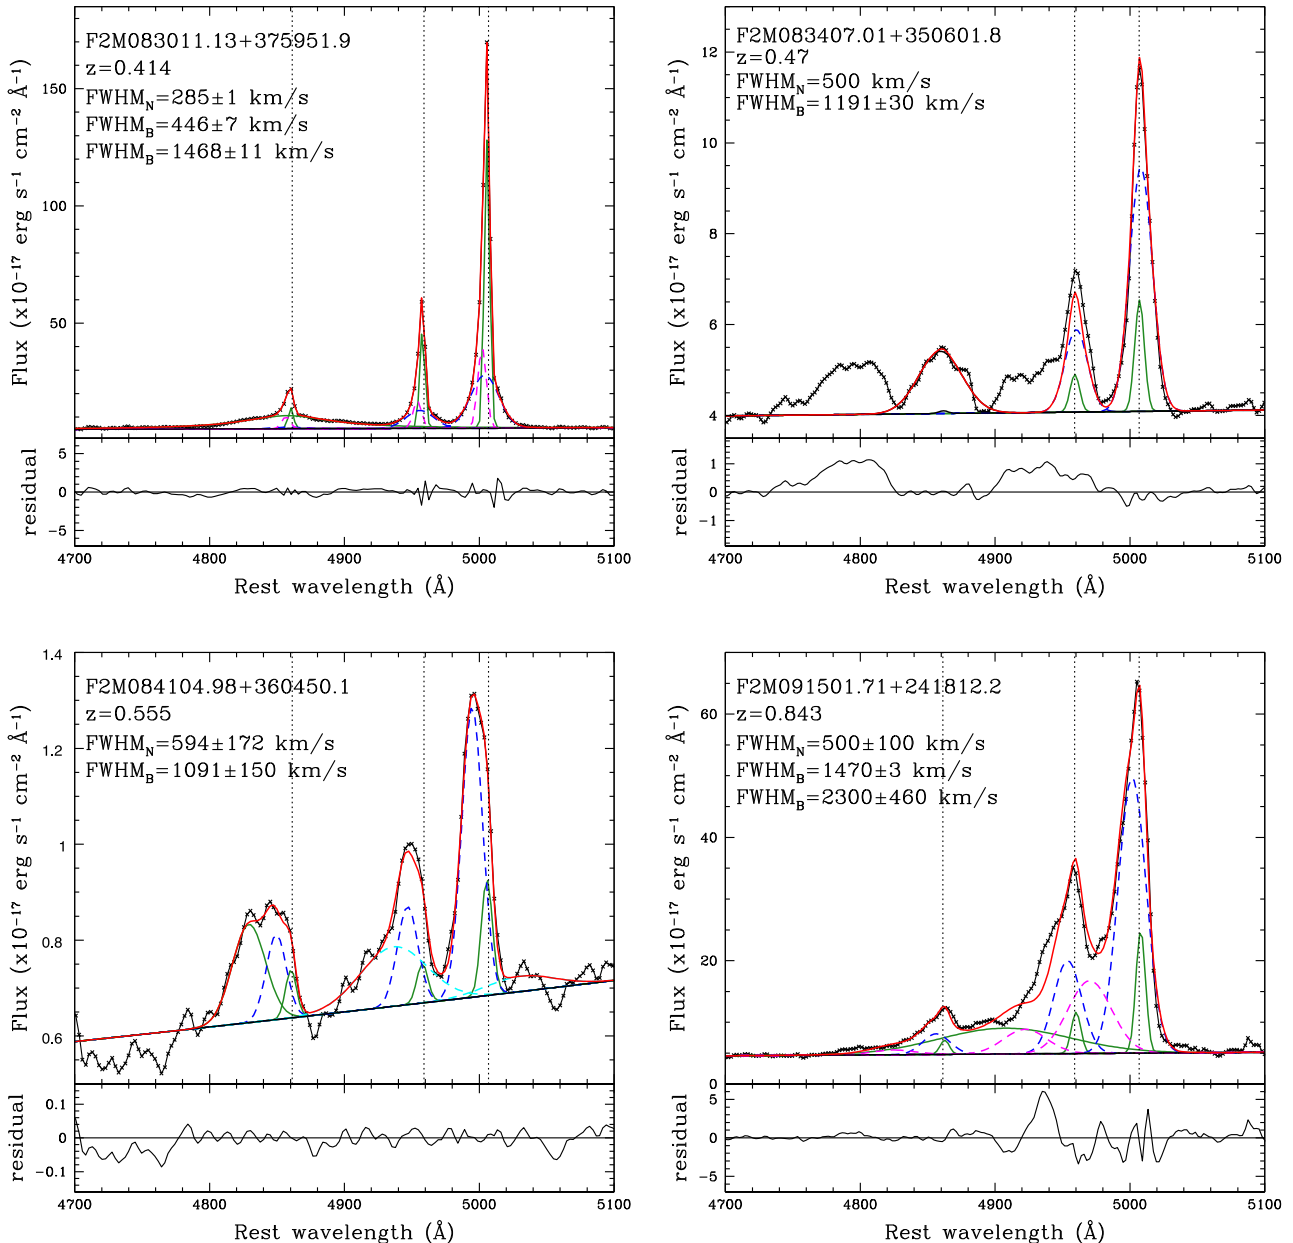 F2M083011.13+375951.9
z=0.414
FWHM_N=285±1 km/s
FWHM_B=446±7 km/s
FWHM_B=1468±11 km/s
Flux (x10⁻¹⁷ erg s⁻¹ cm⁻² Å⁻¹)
150
100
50
residual
5
0
−5
4700 4800 4900 5000 5100
Rest wavelength (Å)
F2M083407.01+350601.8
z=0.47
FWHM_N=500 km/s
FWHM_B=1191±30 km/s
Flux (x10⁻¹⁷ erg s⁻¹ cm⁻² Å⁻¹)
12
10
8
6
4
residual
1
0
−1
4700 4800 4900 5000 5100
Rest wavelength (Å)
F2M084104.98+360450.1
z=0.555
FWHM_N=594±172 km/s
FWHM_B=1091±150 km/s
Flux (x10⁻¹⁷ erg s⁻¹ cm⁻² Å⁻¹)
1.4
1.2
1
0.8
0.6
residual
0.1
0
−0.1
4700 4800 4900 5000 5100
Rest wavelength (Å)
F2M091501.71+241812.2
z=0.843
FWHM_N=500±100 km/s
FWHM_B=1470±3 km/s
FWHM_B=2300±460 km/s
Flux (x10⁻¹⁷ erg s⁻¹ cm⁻² Å⁻¹)
60
40
20
0
residual
5
0
−5
4700 4800 4900 5000 5100
Rest wavelength (Å)